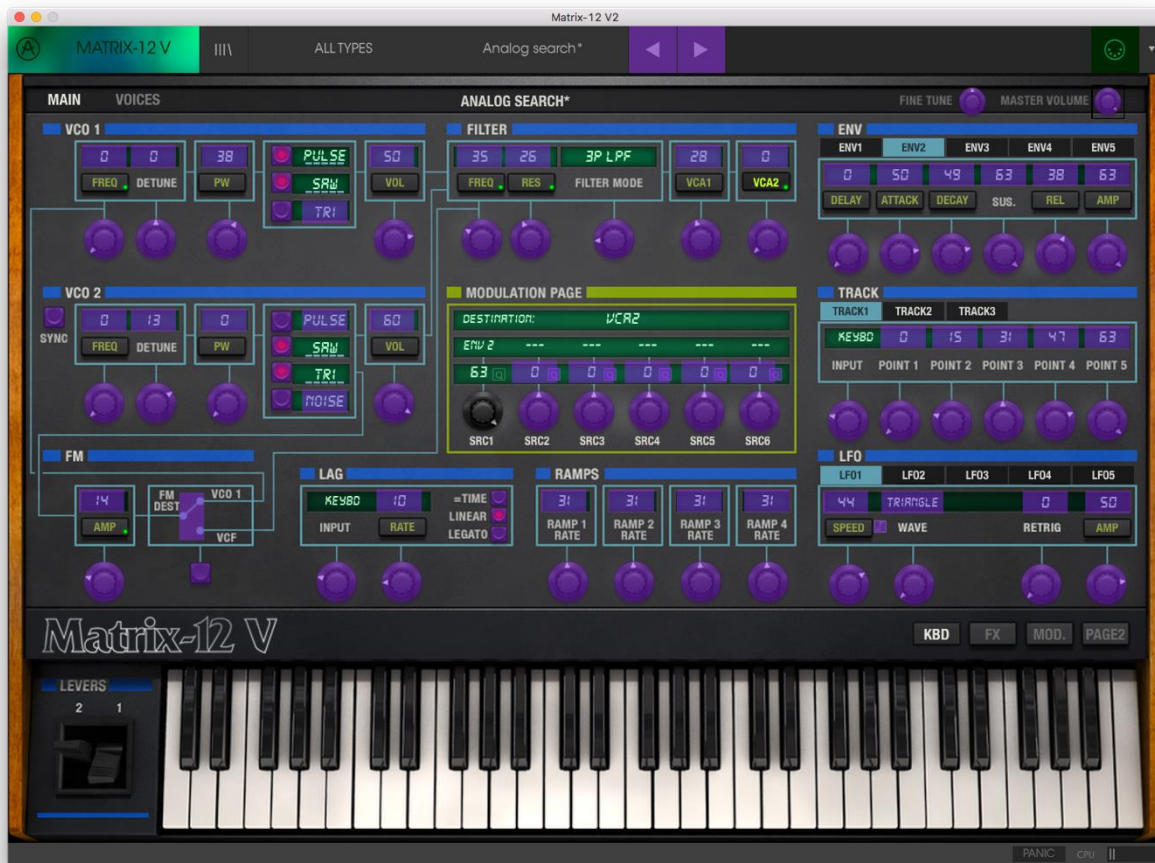 Matrix-12 V2
MATRIX-12 V ALL TYPES Analog search*
MAIN VOICES ANALOG SEARCH* FINE TUNE MASTER VOLUME
VCO 1
0 0 38 PULSE 50
FREQ DETUNE PW SAW VOL
TRI
FILTER
35 26 3P LPF 28 0
FREQ RES FILTER MODE VCA1 VCA2
ENV
ENV1 ENV2 ENV3 ENV4 ENV5
0 50 49 63 38 63
DELAY ATTACK DECAY SUS. REL AMP
VCO 2
SYNC
0 13 0 PULSE 60
FREQ DETUNE PW SAW VOL
TRI
NOISE
MODULATION PAGE
DESTINATION: VCA2
ENV 2 --- --- --- --- ---
63 Q 0 Q 0 Q 0 Q 0 Q 0 Q
SRC1 SRC2 SRC3 SRC4 SRC5 SRC6
TRACK
TRACK1 TRACK2 TRACK3
KEYBD 0 15 31 47 63
INPUT POINT 1 POINT 2 POINT 3 POINT 4 POINT 5
FM
14
AMP
FM DEST VCO 1
VCF
LAG
KEYBD 10 =TIME
INPUT RATE LINEAR
LEGATO
RAMPS
31 31 31 31
RAMP 1 RAMP 2 RAMP 3 RAMP 4
RATE RATE RATE RATE
LFO
LFO1 LFO2 LFO3 LFO4 LFO5
44 TRIANGLE 0 50
SPEED WAVE RETRIG AMP
Matrix-12 V
KBD FX MOD. PAGE2
LEVERS
2 1
PANIC CPU